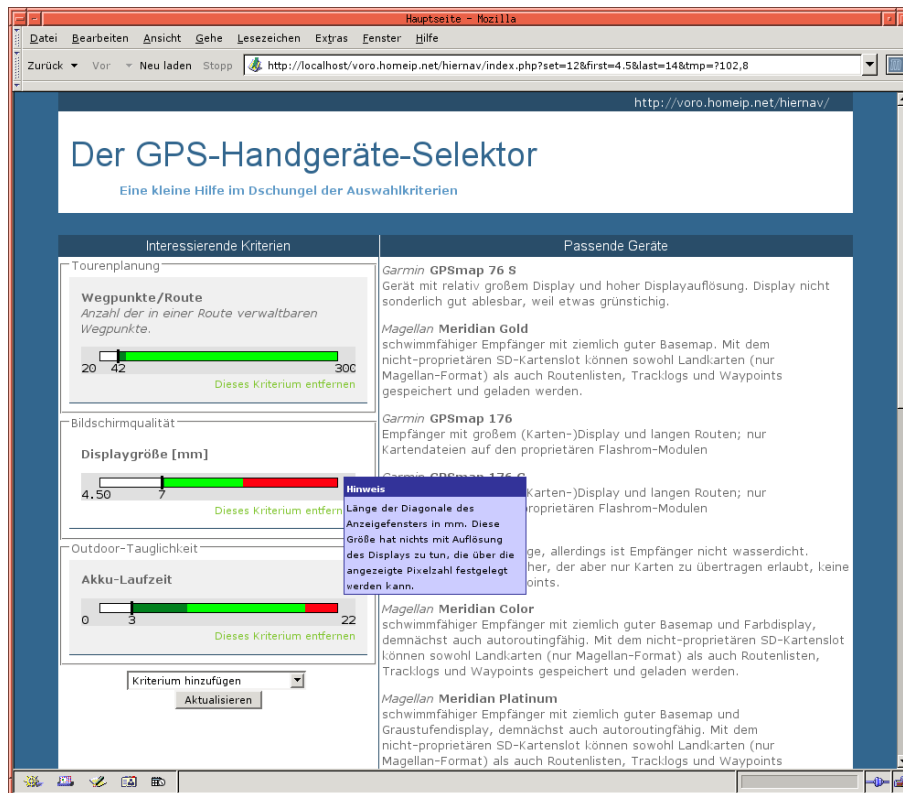 Hauptseite - Mozilla
Datei Bearbeiten Ansicht Gehe Lesezeichen Extras Fenster Hilfe
Zurück Vor Neu laden Stopp http://localhost/voro.homeip.net/hiernav/index.php?set=12&first=4.5&last=14&tmp=?102,8
http://voro.homeip.net/hiernav/
Der GPS-Handgeräte-Selektor
Eine kleine Hilfe im Dschungel der Auswahlkriterien
Interessierende Kriterien
Tourenplanung
Wegpunkte/Route
Anzahl der in einer Route verwaltbaren
Wegpunkte.
20 42 300
Dieses Kriterium entfernen
Bildschirmqualität
Displaygröße [mm]
4.50 7
Dieses Kriterium entfern
Outdoor-Tauglichkeit
Akku-Laufzeit
0 3 22
Dieses Kriterium entfernen
Kriterium hinzufügen
Aktualisieren
Hinweis
Länge der Diagonale des
Anzeigefensters in mm. Diese
Größe hat nichts mit Auflösung
des Displays zu tun, die über die
angezeigte Pixelzahl festgelegt
werden kann.
Passende Geräte
Garmin GPSmap 76 S
Gerät mit relativ großem Display und hoher Displayauflösung. Display nicht
sonderlich gut ablesbar, weil etwas grünstichig.
Magellan Meridian Gold
schwimmfähiger Empfänger mit ziemlich guter Basemap. Mit dem
nicht-proprietären SD-Kartenslot können sowohl Landkarten (nur
Magellan-Format) als auch Routenlisten, Tracklogs und Waypoints
gespeichert und geladen werden.
Garmin GPSmap 176
Empfänger mit großem (Karten-)Display und langen Routen; nur
Kartendateien auf den proprietären Flashrom-Modulen
Garmin GPSmap 176 C
Karten-)Display und langen Routen; nur
roprietären Flashrom-Modulen
ge, allerdings ist Empfänger nicht wasserdicht.
her, der aber nur Karten zu übertragen erlaubt, keine
oints.
Magellan Meridian Color
schwimmfähiger Empfänger mit ziemlich guter Basemap und Farbdisplay,
demnächst auch autoroutingfähig. Mit dem nicht-proprietären SD-Kartenslot
können sowohl Landkarten (nur Magellan-Format) als auch Routenlisten,
Tracklogs und Waypoints gespeichert und geladen werden.
Magellan Meridian Platinum
schwimmfähiger Empfänger mit ziemlich guter Basemap und
Graustufendisplay, demnächst auch autoroutingfähig. Mit dem
nicht-proprietären SD-Kartenslot können sowohl Landkarten (nur
Magellan-Format) als auch Routenlisten, Tracklogs und Waypoints